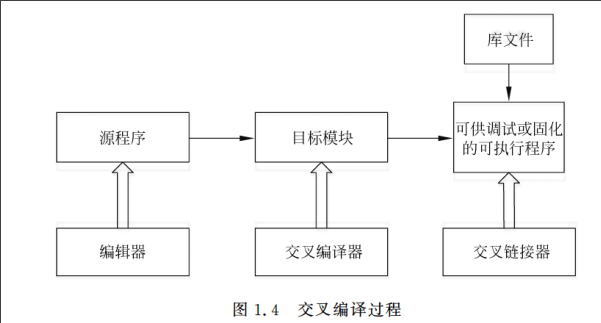 库文件
源程序
目标模块
可供调试或固化
的可执行程序
编辑器
交叉编译器
交叉链接器
图 1.4 交叉编译过程